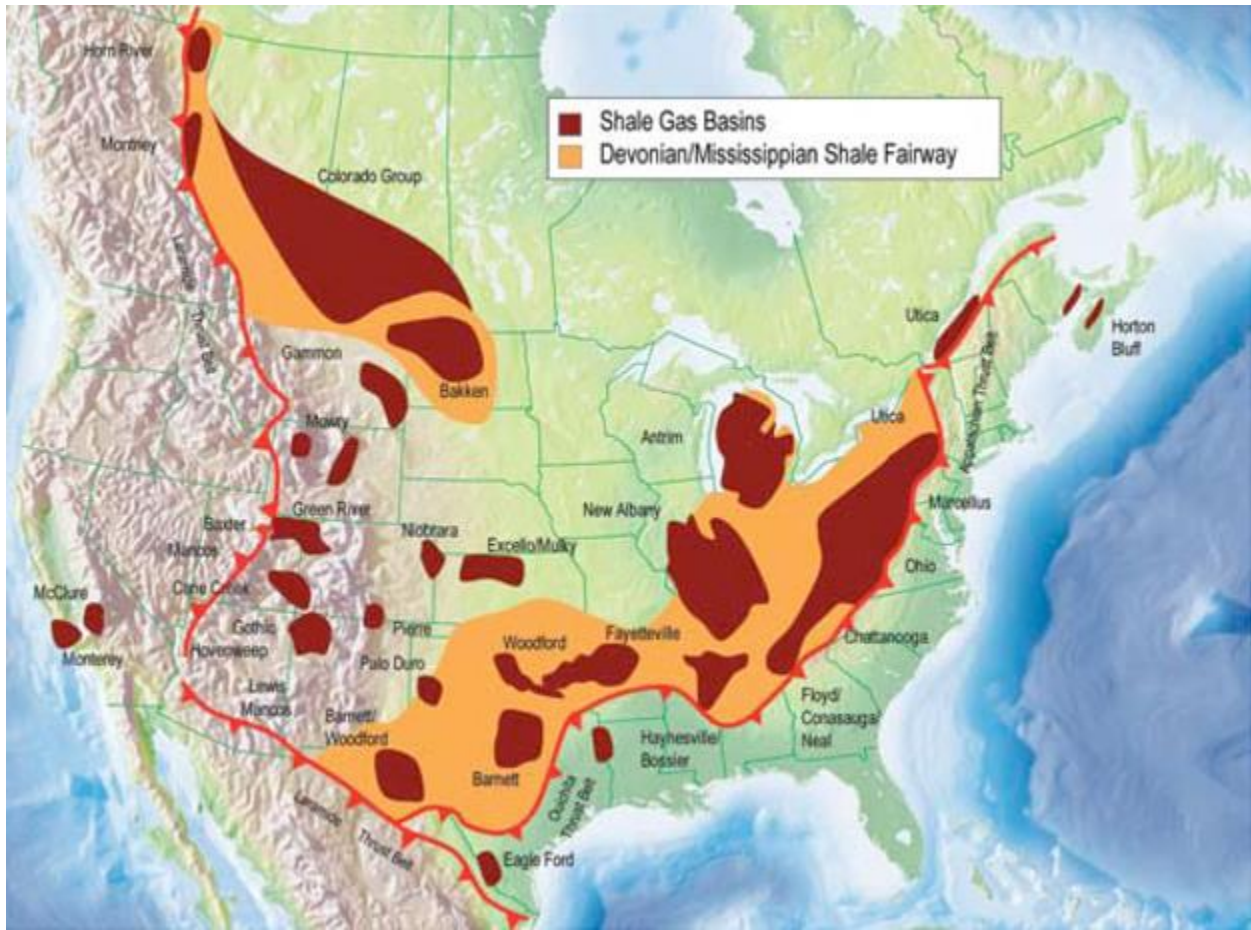 Horn River
Shale Gas Basins
Devonian/Mississippian Shale Fairway
Montney
Colorado Group
Laramide
Thrust Belt
Utica
Horton
Bluff
Gammon
Bakken
Appalachian Thrust Belt
Utica
Mowry
Antrim
Marcellus
Green River
New Albany
Baxter
Niobrara
Excello/Mulky
Mancos
Ohio
Cane Creek
McClure
Gothic
Pierre
Fayetteville
Chattanooga
Monterey
Hovenweep
Woodford
Palo Duro
Lewis
Mancos
Floyd/
Conasauga/
Neal
Barnett/
Woodford
Haynesville/
Bossier
Barnett
Ouchita
Thrust Belt
Laramide
Thrust Belt
Eagle Ford